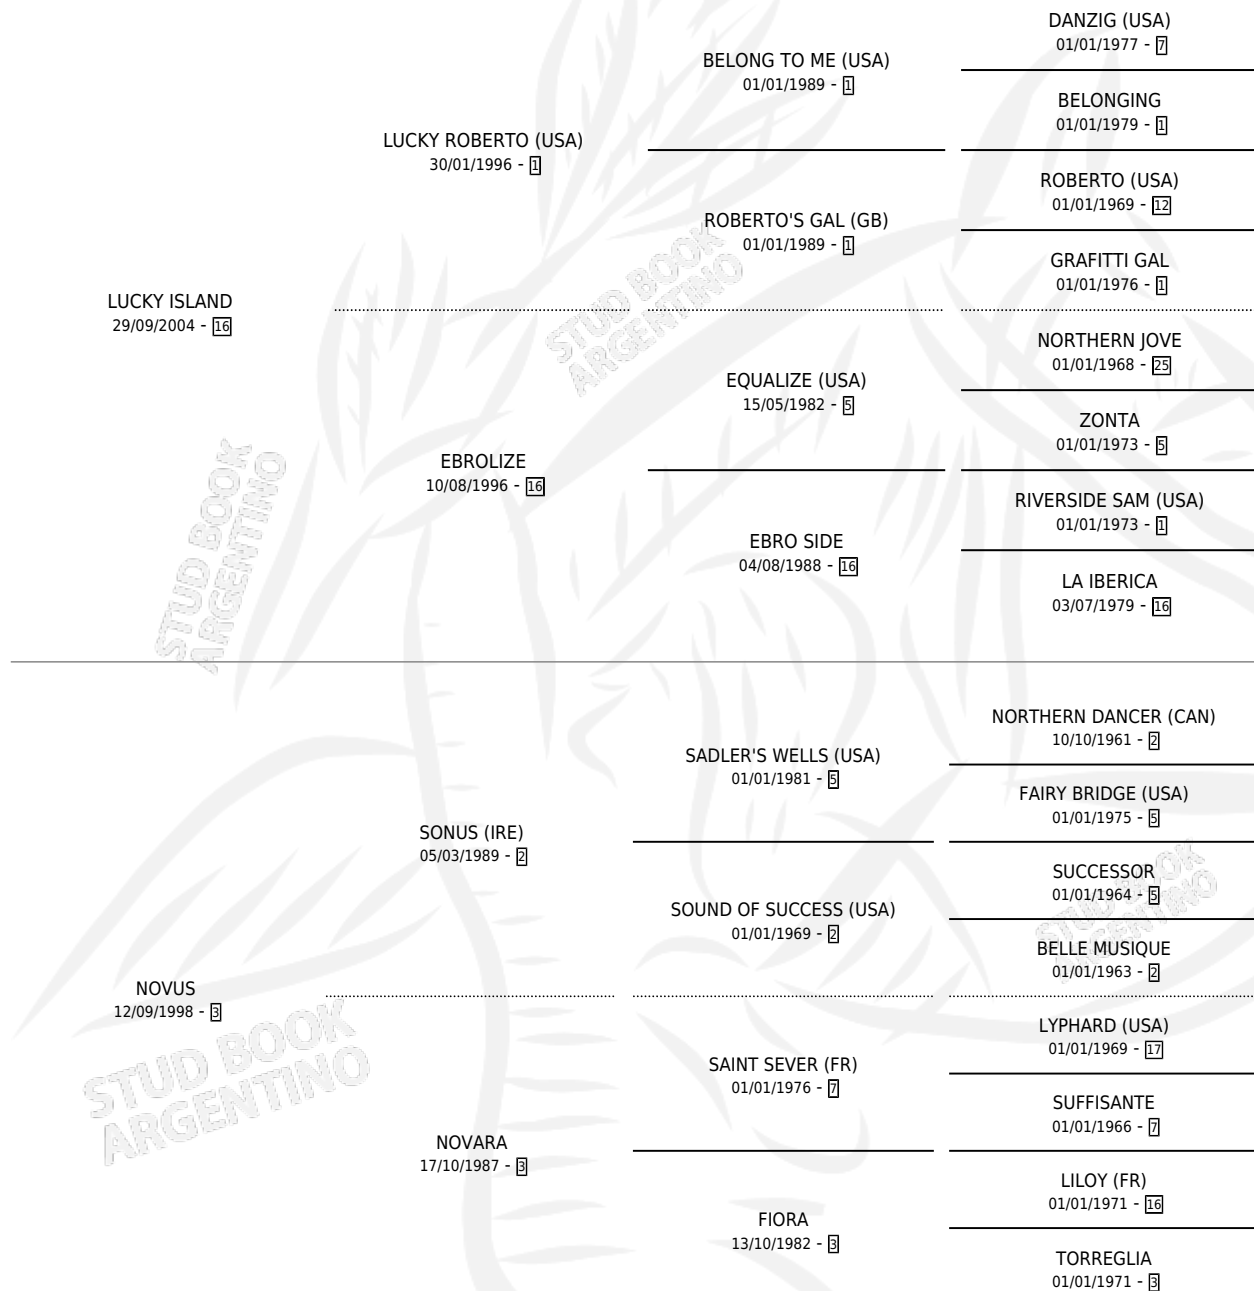 DANZIG (USA)
01/01/1977 - 7
BELONG TO ME (USA)
01/01/1989 - 1
BELONGING
01/01/1979 - 1
LUCKY ROBERTO (USA)
30/01/1996 - 1
ROBERTO (USA)
01/01/1969 - 12
ROBERTO'S GAL (GB)
01/01/1989 - 1
GRAFITTI GAL
01/01/1976 - 1
LUCKY ISLAND
29/09/2004 - 16
STUD BOOK
ARGENTINO
NORTHERN JOVE
01/01/1968 - 25
EQUALIZE (USA)
15/05/1982 - 5
ZONTA
01/01/1973 - 5
EBROLIZE
10/08/1996 - 16
RIVERSIDE SAM (USA)
01/01/1973 - 1
EBRO SIDE
04/08/1988 - 16
LA IBERICA
03/07/1979 - 16
STUD BOOK
ARGENTINO
NORTHERN DANCER (CAN)
10/10/1961 - 2
SADLER'S WELLS (USA)
01/01/1981 - 5
FAIRY BRIDGE (USA)
01/01/1975 - 5
SONUS (IRE)
05/03/1989 - 2
SUCCESSOR
01/01/1964 - 5
SOUND OF SUCCESS (USA)
01/01/1969 - 2
STUD BOOK
ARGENTINO
BELLE MUSIQUE
01/01/1963 - 2
NOVUS
12/09/1998 - 3
STUD BOOK
ARGENTINO
LYPHARD (USA)
01/01/1969 - 17
SAINT SEVER (FR)
01/01/1976 - 7
SUFFISANTE
01/01/1966 - 7
NOVARA
17/10/1987 - 3
LILOY (FR)
01/01/1971 - 16
FIORA
13/10/1982 - 3
TORREGLIA
01/01/1971 - 3